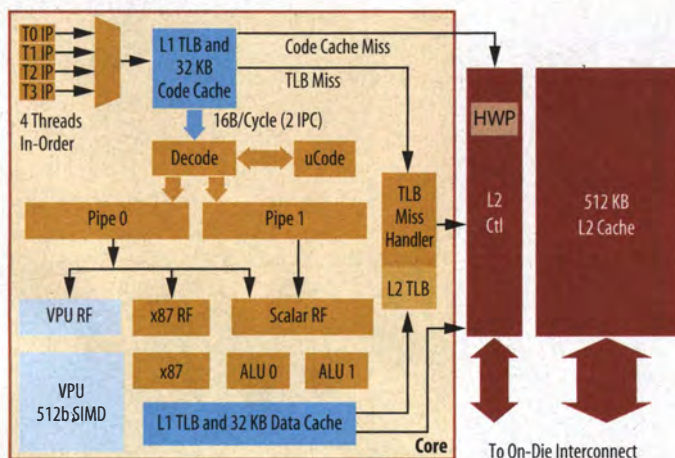 T0 IP
T1 IP
T2 IP
T3 IP
4 Threads
In-Order
L1 TLB and
32 KB
Code Cache
Code Cache Miss
TLB Miss
16B/Cycle (2 IPC)
Decode
uCode
Pipe 0
Pipe 1
TLB
Miss
Handler
L2 TLB
HWP
L2
Ctl
512 KB
L2 Cache
VPU RF
x87 RF
Scalar RF
VPU
512b SIMD
x87
ALU 0
ALU 1
L1 TLB and 32 KB Data Cache
Core
To On-Die Interconnect